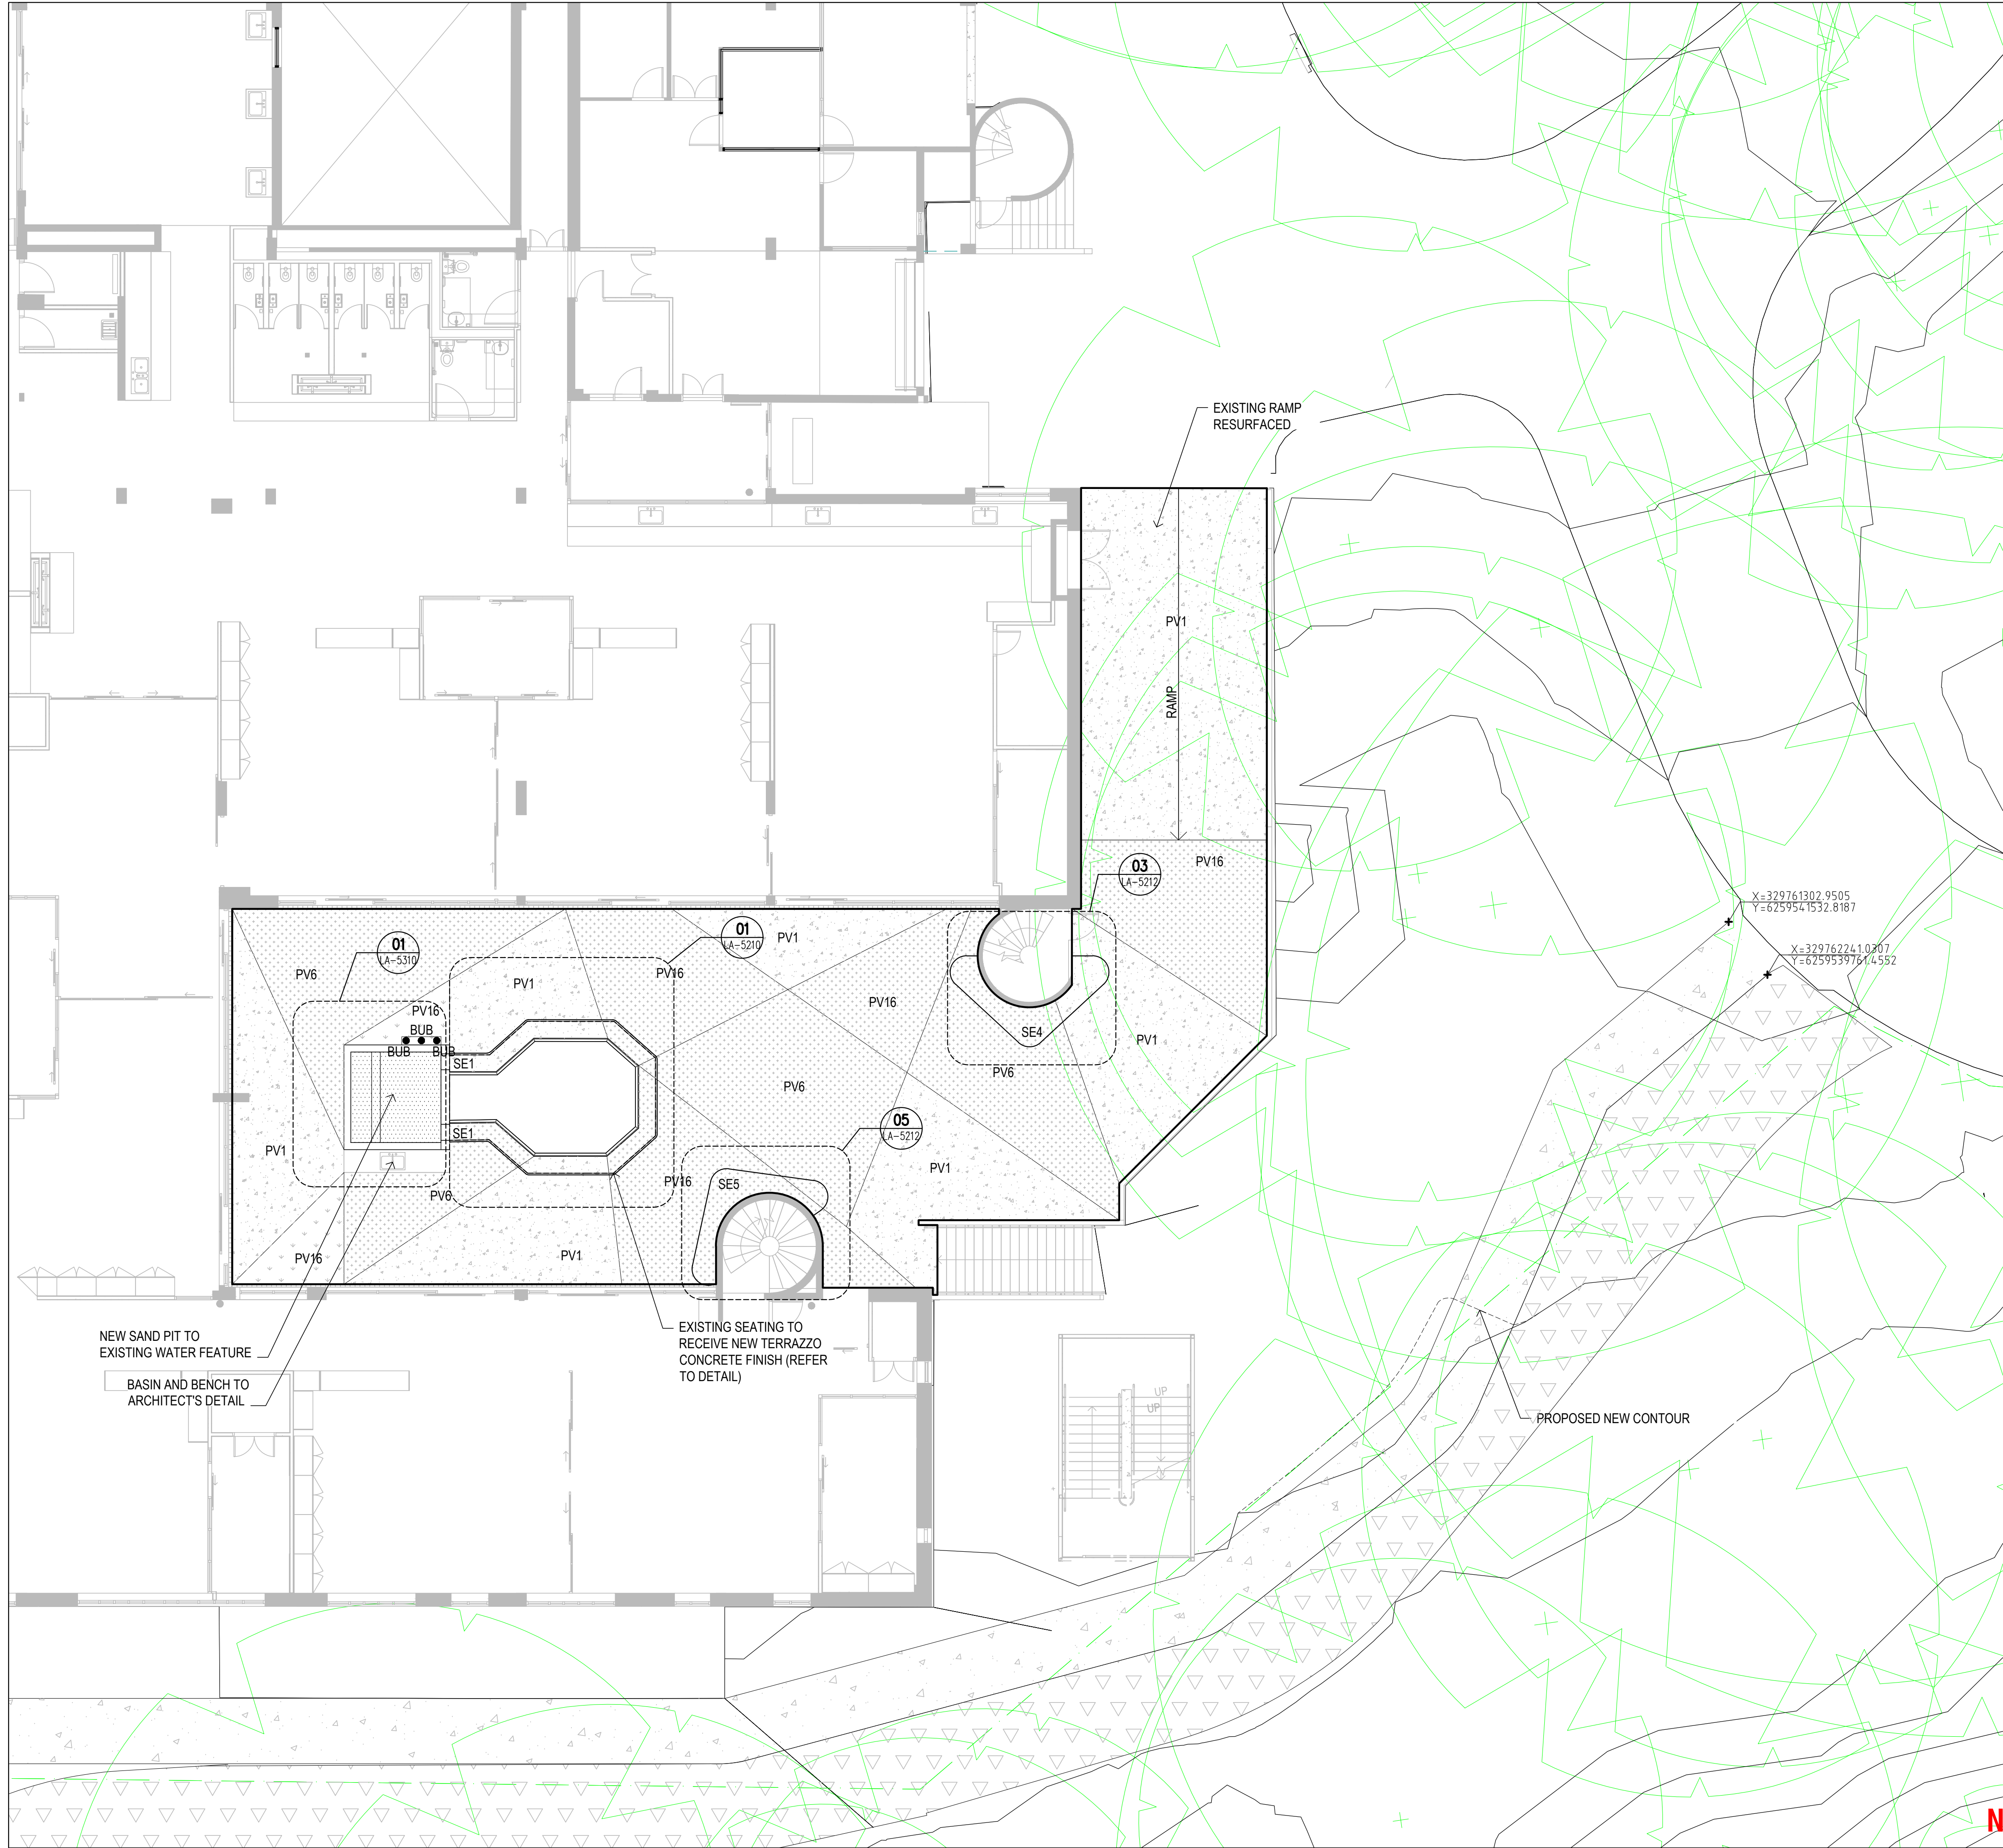 EXISTING RAMP
RESURFACED
PV1
RAMP
03
LA-5212
PV16
X=329761302.9505
Y=6259541532.8187
01
LA-5310
01
LA-5210
PV1
X=329762241.0307
Y=6259539761.4552
PV6
PV16
PV1
PV16
PV16
BUB
BUB
BUB
SE1
SE4
PV1
PV6
PV6
05
LA-5212
SE1
PV1
PV1
PV16
SE5
PV6
PV16
PV1
NEW SAND PIT TO
EXISTING WATER FEATURE
EXISTING SEATING TO
RECEIVE NEW TERRAZZO
CONCRETE FINISH (REFER
TO DETAIL)
BASIN AND BENCH TO
ARCHITECT'S DETAIL
UP
UP
PROPOSED NEW CONTOUR
N